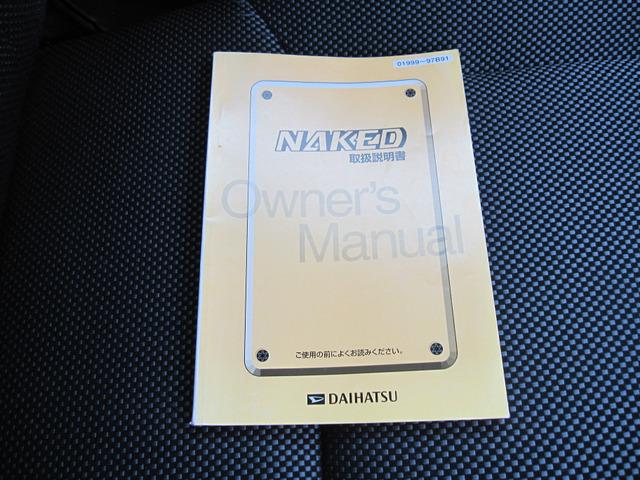 01999-97B91
NAKED
取扱説明書
Owner's
Manual
ご使用の前によくお読みください。
DAIHATSU